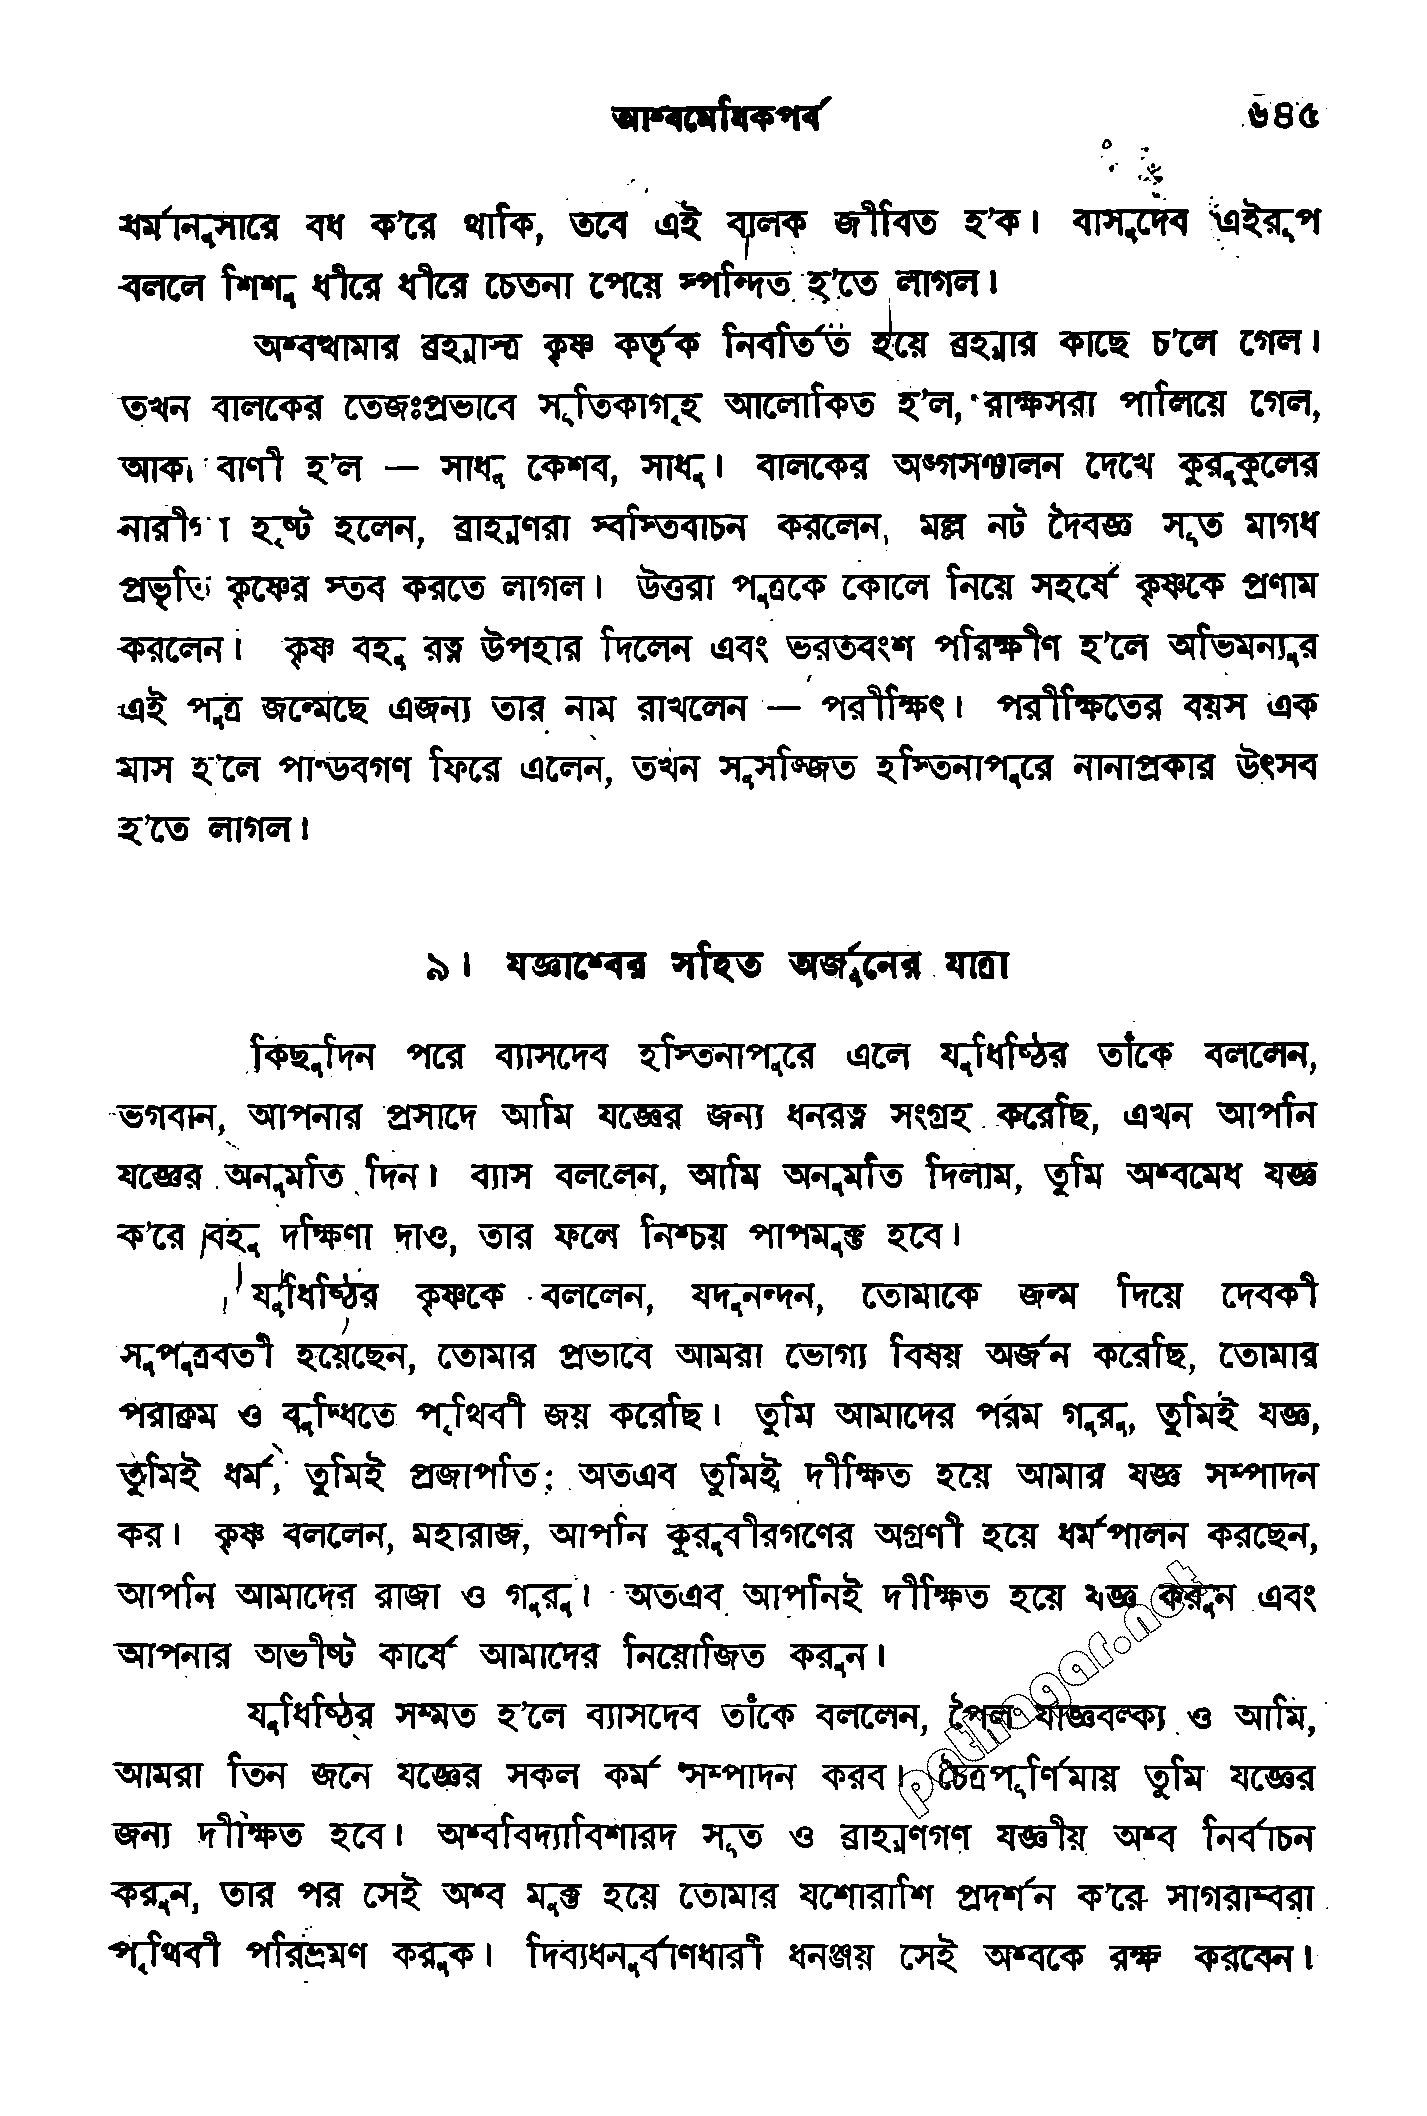 আশ্বমেধিকপর্ব ৬৪৫
ধর্মানুসারে বধ ক'রে থাকি, তবে এই বালক জীবিত হ'ক। বাসুদেব এইরূপ
বললে শিশু ধীরে ধীরে চেতনা পেয়ে স্পন্দিত হ'তে লাগল।
অশ্বত্থামার ব্রহ্মাস্ত্র কৃষ্ণ কর্তৃক নিবর্তিত হয়ে ব্রহ্মার কাছে চ'লে গেল।
তখন বালকের তেজঃপ্রভাবে সূতিকাগৃহ আলোকিত হ'ল, রাক্ষসরা পালিয়ে গেল,
আকা বাণী হ'ল — সাধু কেশব, সাধু। বালকের অঙ্গসঞ্চালন দেখে কুরুকুলের
নারীগ া হৃষ্ট হলেন, ব্রাহ্মণরা স্বস্তিবাচন করলেন, মল্ল নট দৈবজ্ঞ সূত মাগধ
প্রভৃতি কৃষ্ণের স্তব করতে লাগল। উত্তরা পুত্রকে কোলে নিয়ে সহর্ষে কৃষ্ণকে প্রণাম
করলেন। কৃষ্ণ বহু রত্ন উপহার দিলেন এবং ভরতবংশ পরিক্ষীণ হ'লে অভিমন্যুর
এই পুত্র জন্মেছে এজন্য তার নাম রাখলেন — পরীক্ষিৎ। পরীক্ষিতের বয়স এক
মাস হ'লে পাণ্ডবগণ ফিরে এলেন, তখন সুসজ্জিত হস্তিনাপুরে নানাপ্রকার উৎসব
হ'তে লাগল।
৯। যজ্ঞাশ্বের সহিত অর্জুনের যাত্রা
কিছুদিন পরে ব্যাসদেব হস্তিনাপুরে এলে যুধিষ্ঠির তাঁকে বললেন,
ভগবান, আপনার প্রসাদে আমি যজ্ঞের জন্য ধনরত্ন সংগ্রহ করেছি, এখন আপনি
যজ্ঞের অনুমতি দিন। ব্যাস বললেন, আমি অনুমতি দিলাম, তুমি অশ্বমেধ যজ্ঞ
ক'রে বহু দক্ষিণা দাও, তার ফলে নিশ্চয় পাপমুক্ত হবে।
যুধিষ্ঠির কৃষ্ণকে বললেন, যদুনন্দন, তোমাকে জন্ম দিয়ে দেবকী
সুপুত্রবতী হয়েছেন, তোমার প্রভাবে আমরা ভোগ্য বিষয় অর্জন করেছি, তোমার
পরাক্রম ও বুদ্ধিতে পৃথিবী জয় করেছি। তুমি আমাদের পরম গুরু, তুমিই যজ্ঞ,
তুমিই ধর্ম, তুমিই প্রজাপতি; অতএব তুমিই দীক্ষিত হয়ে আমার যজ্ঞ সম্পাদন
কর। কৃষ্ণ বললেন, মহারাজ, আপনি কুরুবীরগণের অগ্রণী হয়ে ধর্মপালন করছেন,
আপনি আমাদের রাজা ও গুরু। অতএব আপনিই দীক্ষিত হয়ে যজ্ঞ করুন এবং
আপনার অভীষ্ট কার্যে আমাদের নিয়োজিত করুন।
যুধিষ্ঠির সম্মত হ'লে ব্যাসদেব তাঁকে বললেন, পৈল যাজ্ঞবল্ক্য ও আমি,
আমরা তিন জনে যজ্ঞের সকল কর্ম সম্পাদন করব। চৈত্রপূর্ণিমায় তুমি যজ্ঞের
জন্য দীক্ষিত হবে। অশ্ববিদ্যাবিশারদ সূত ও ব্রাহ্মণগণ যজ্ঞীয় অশ্ব নির্বাচন
করুন, তার পর সেই অশ্ব মুক্ত হয়ে তোমার যশোরাশি প্রদর্শন ক'রে সাগরাম্বরা
পৃথিবী পরিভ্রমণ করুক। দিব্যধনুর্বাণধারী ধনঞ্জয় সেই অশ্বকে রক্ষা করবেন।
pathagar.net